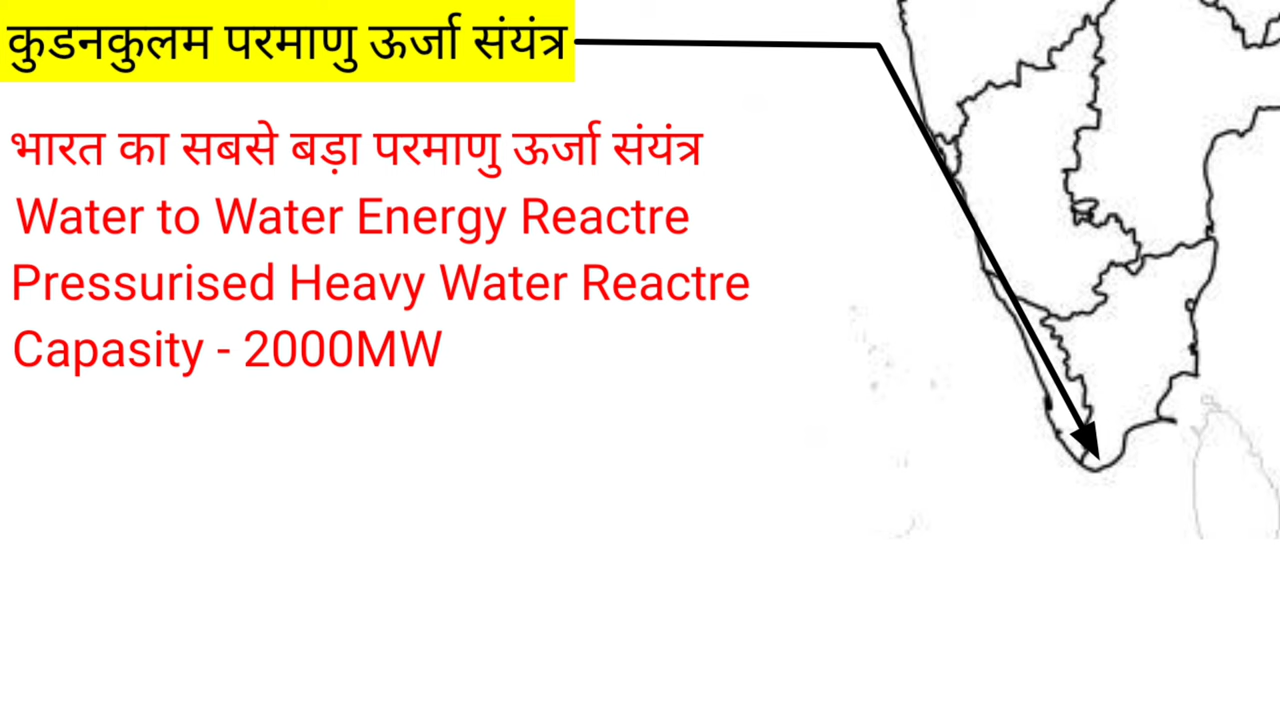 कुडनकुलम परमाणु ऊर्जा संयंत्र
भारत का सबसे बड़ा परमाणु ऊर्जा संयंत्र
Water to Water Energy Reactre
Pressurised Heavy Water Reactre
Capasity - 2000MW